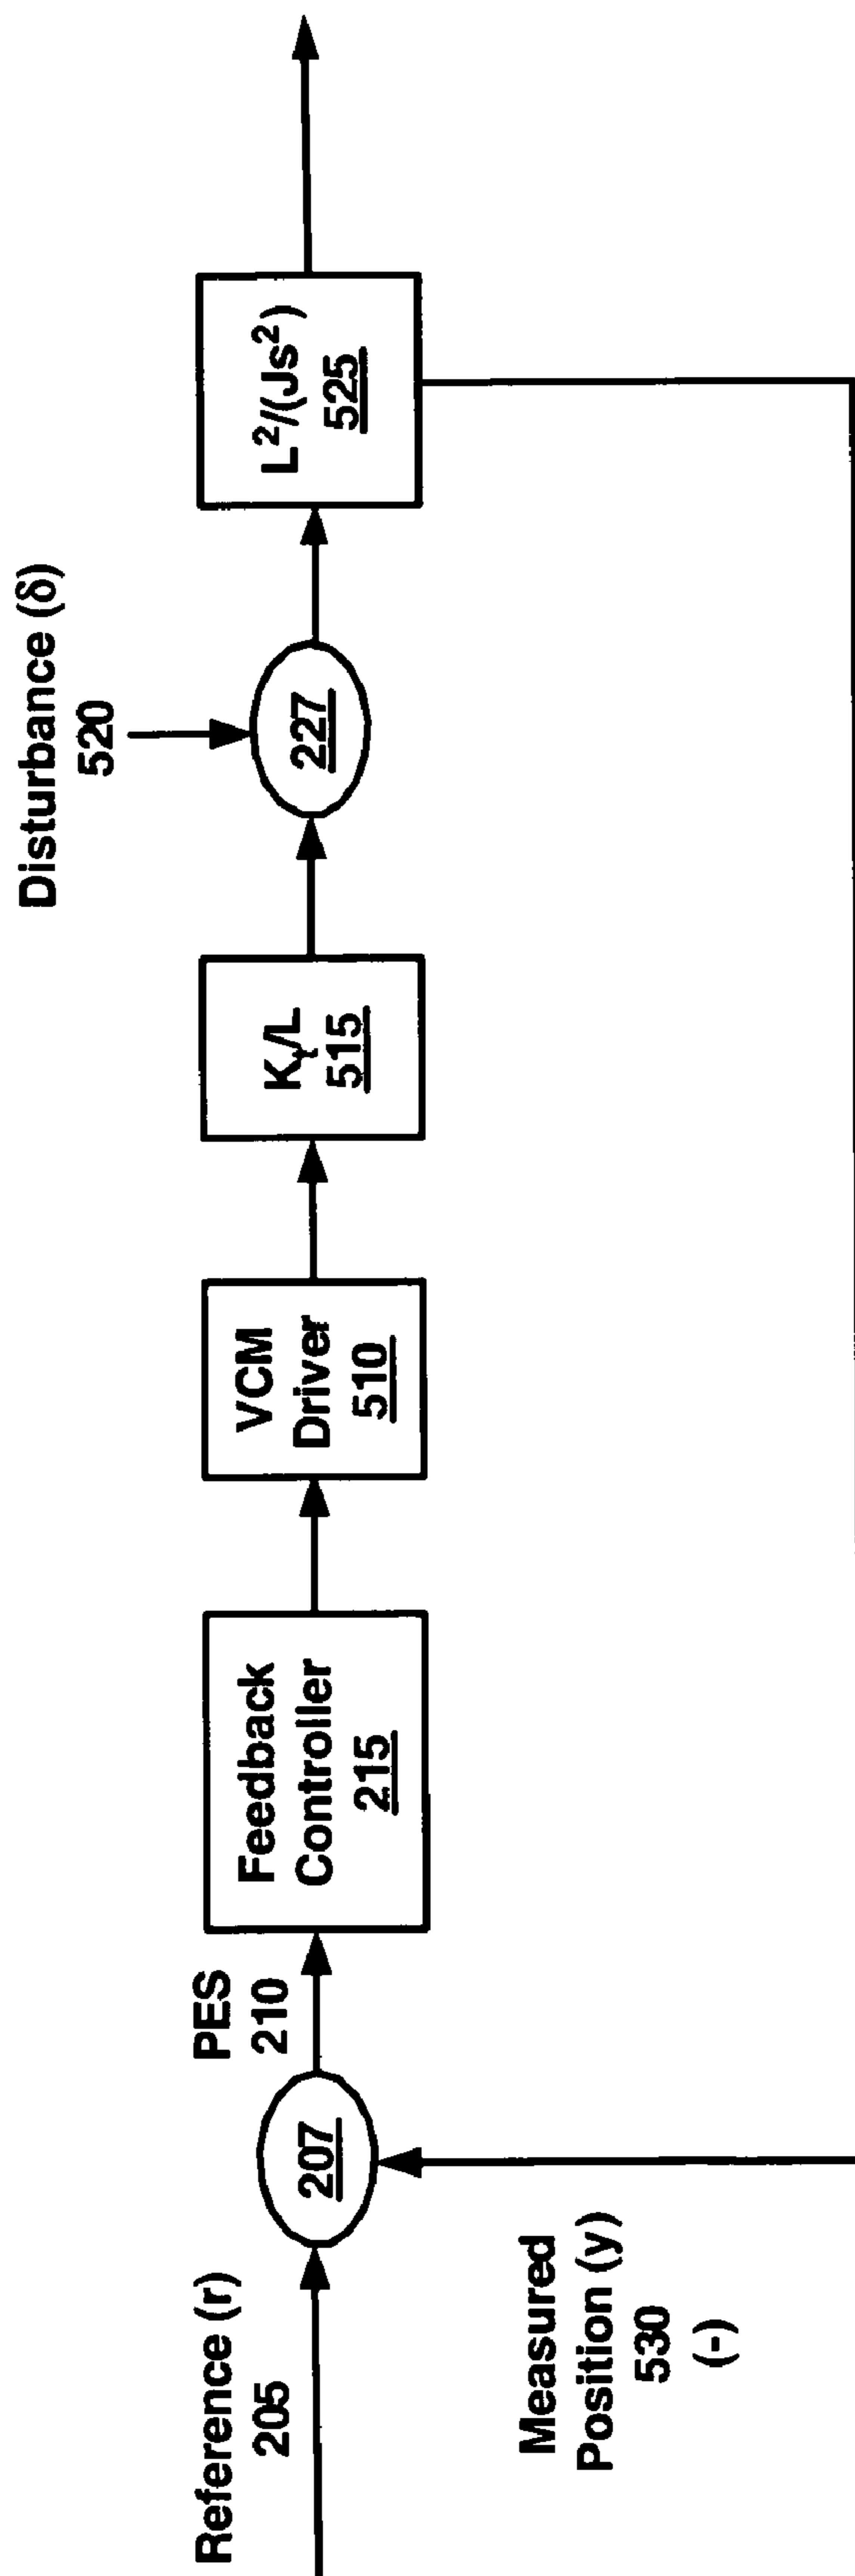 Reference (r)
205
207
PES
210
Feedback
Controller
215
VCM
Driver
510
Kt/L
515
Disturbance (δ)
520
227
L²/(Js²)
525
Measured
Position (y)
530
(-)